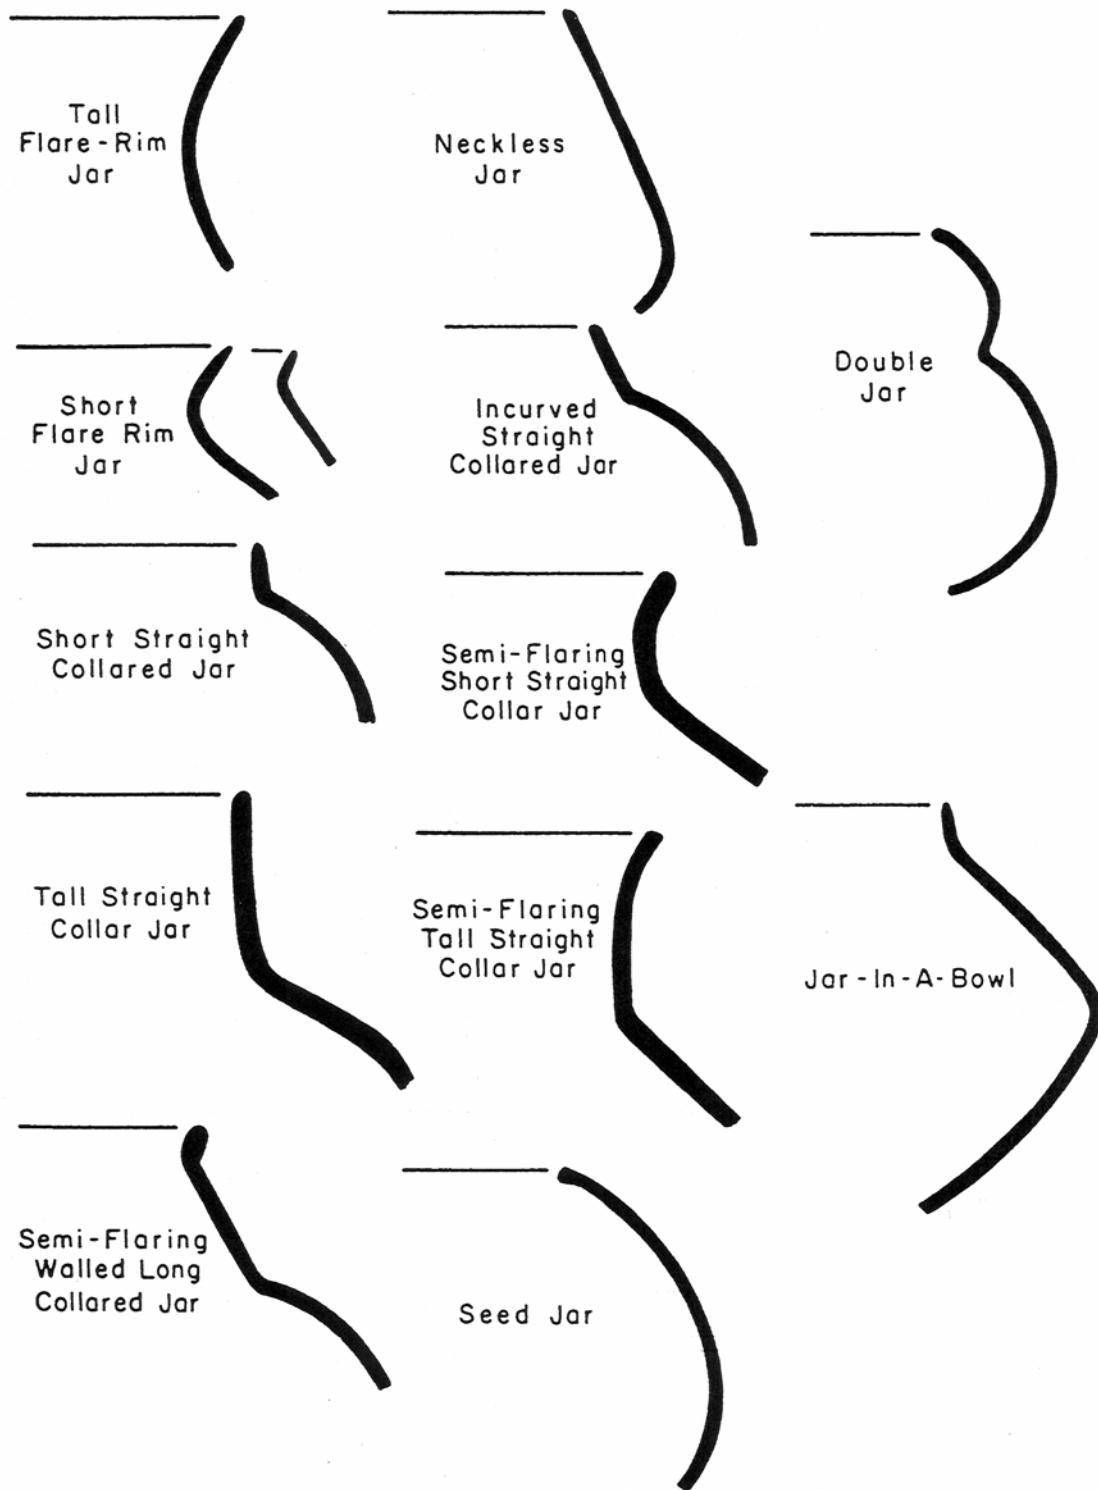 Tall
Flare-Rim
Jar
Neckless
Jar
Double
Jar
Short
Flare Rim
Jar
Incurved
Straight
Collared Jar
Short Straight
Collared Jar
Semi-Flaring
Short Straight
Collar Jar
Tall Straight
Collar Jar
Semi-Flaring
Tall Straight
Collar Jar
Jar-In-A-Bowl
Semi-Flaring
Walled Long
Collared Jar
Seed Jar